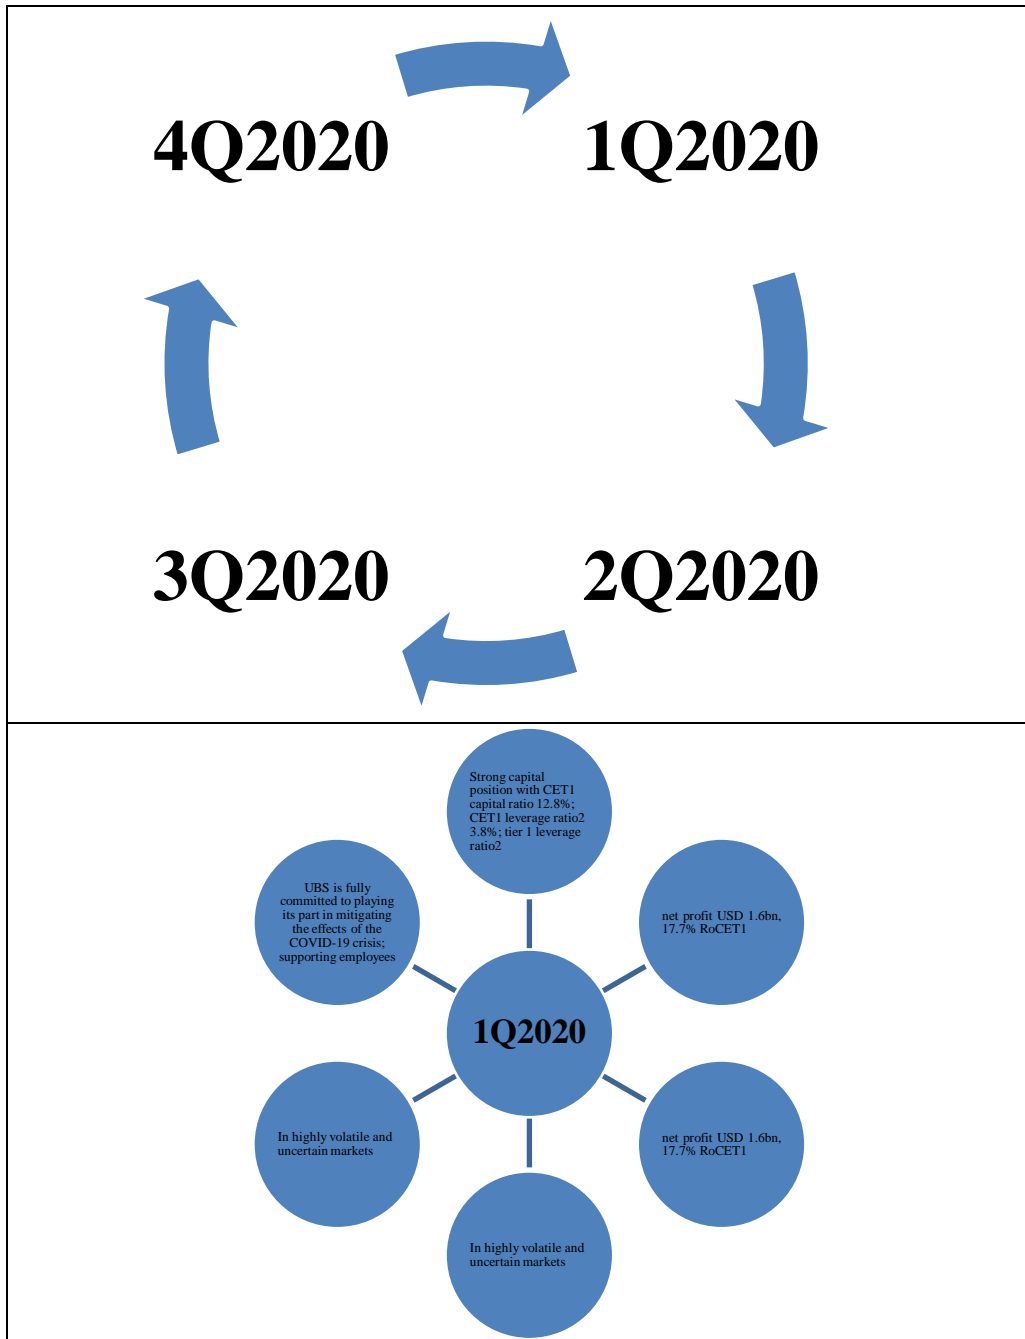 4Q2020
1Q2020
3Q2020
2Q2020
Strong capital
position with CET1
capital ratio 12.8%;
CET1 leverage ratio2
3.8%; tier 1 leverage
ratio2
UBS is fully
committed to playing
its part in mitigating
the effects of the
COVID-19 crisis;
supporting employees
net profit USD 1.6bn,
17.7% RoCET1
1Q2020
In highly volatile and
uncertain markets
net profit USD 1.6bn,
17.7% RoCET1
In highly volatile and
uncertain markets